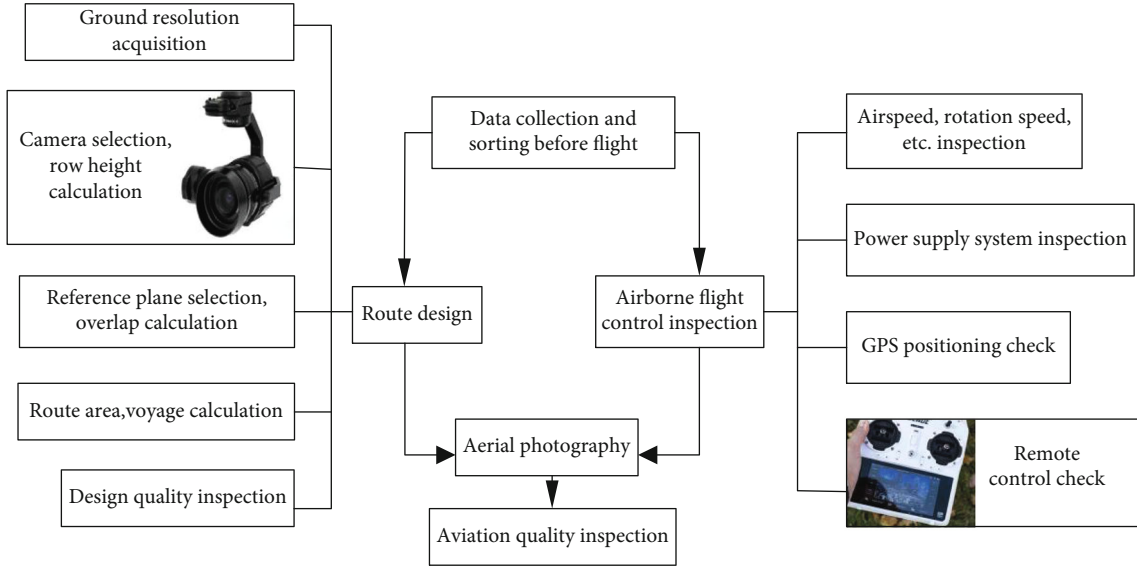 Ground resolution
acquisition
Camera selection,
row height
calculation
Reference plane selection,
overlap calculation
Route area,voyage calculation
Design quality inspection
Data collection and
sorting before flight
Route design
Airborne flight
control inspection
Aerial photography
Aviation quality inspection
Airspeed, rotation speed,
etc. inspection
Power supply system inspection
GPS positioning check
Remote
control check